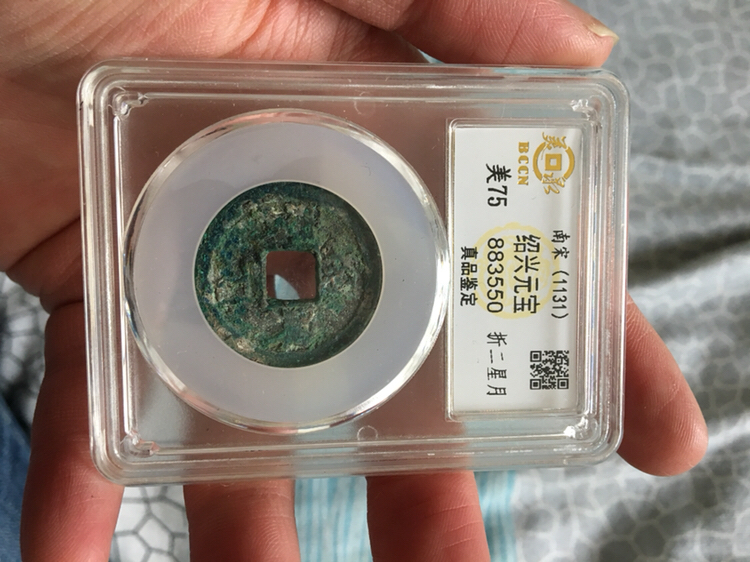 BCCN
美75
南宋 (1131)
绍兴元宝
883550
真品鉴定
折二星月